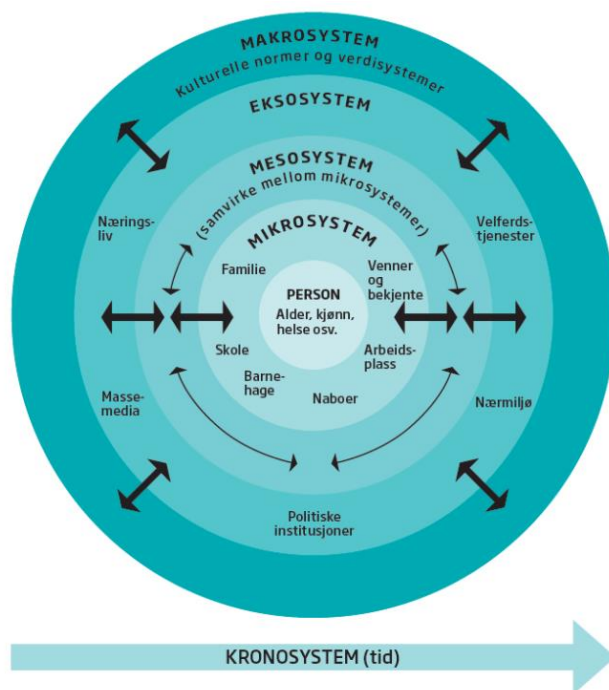 MAKROSYSTEM
Kulturelle normer og verdisystemer
EKSOSYSTEM
MESOSYSTEM
(samvirke mellom mikrosystemer)
MIKROSYSTEM
Nærings-
liv
Velferds-
tjenester
Familie
Venner
og
bekjente
PERSON
Alder, kjønn,
helse osv.
Skole
Arbeids-
plass
Barne-
hage
Naboer
Masse-
media
Nærmiljø
Politiske
institusjoner
KRONOSYSTEM (tid)